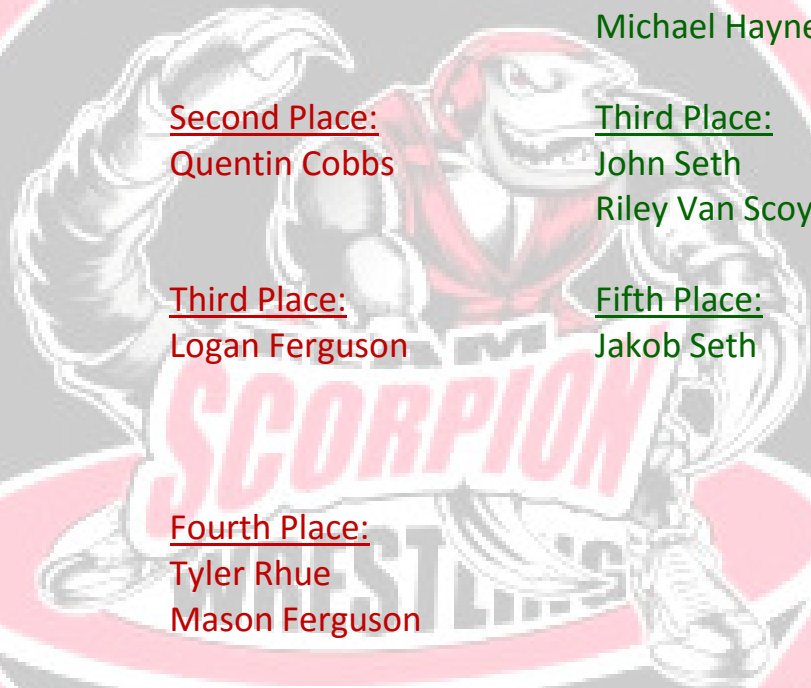 Michael Hayne
Second Place:
Quentin Cobbs
Third Place:
John Seth
Riley Van Scoy
Third Place:
Logan Ferguson
Fifth Place:
Jakob Seth
SCORPION
WRESTLING
Fourth Place:
Tyler Rhue
Mason Ferguson